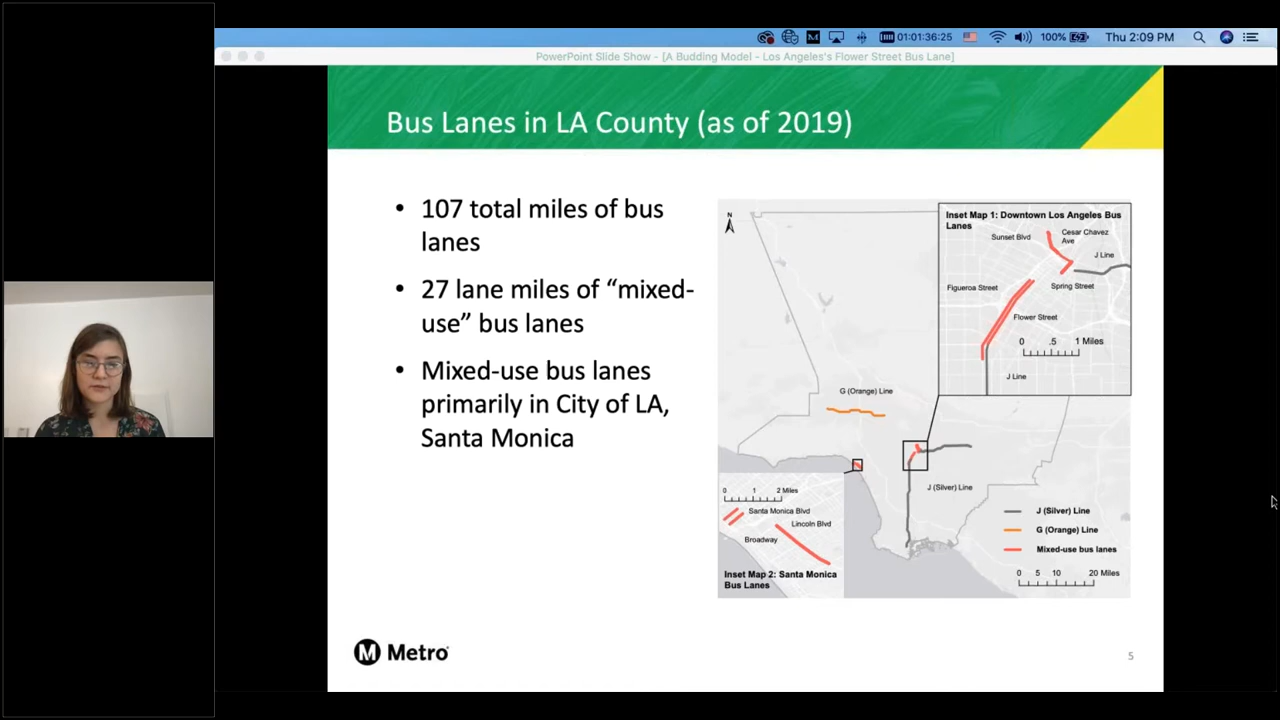 01:01:36:25 100% Thu 2:09 PM
PowerPoint Slide Show - [A Budding Model - Los Angeles's Flower Street Bus Lane]
Bus Lanes in LA County (as of 2019)
• 107 total miles of bus
lanes
• 27 lane miles of “mixed-
use” bus lanes
• Mixed-use bus lanes
primarily in City of LA,
Santa Monica
N
Inset Map 1: Downtown Los Angeles Bus
Lanes
Sunset Blvd
Cesar Chavez
Ave
J Line
Figueroa Street
Spring Street
Flower Street
0 .5 1 Miles
J Line
G (Orange) Line
J (Silver) Line
0 1 2 Miles
Santa Monica Blvd
Lincoln Blvd
Broadway
Inset Map 2: Santa Monica
Bus Lanes
J (Silver) Line
G (Orange) Line
Mixed-use bus lanes
0 5 10 20 Miles
M Metro
5